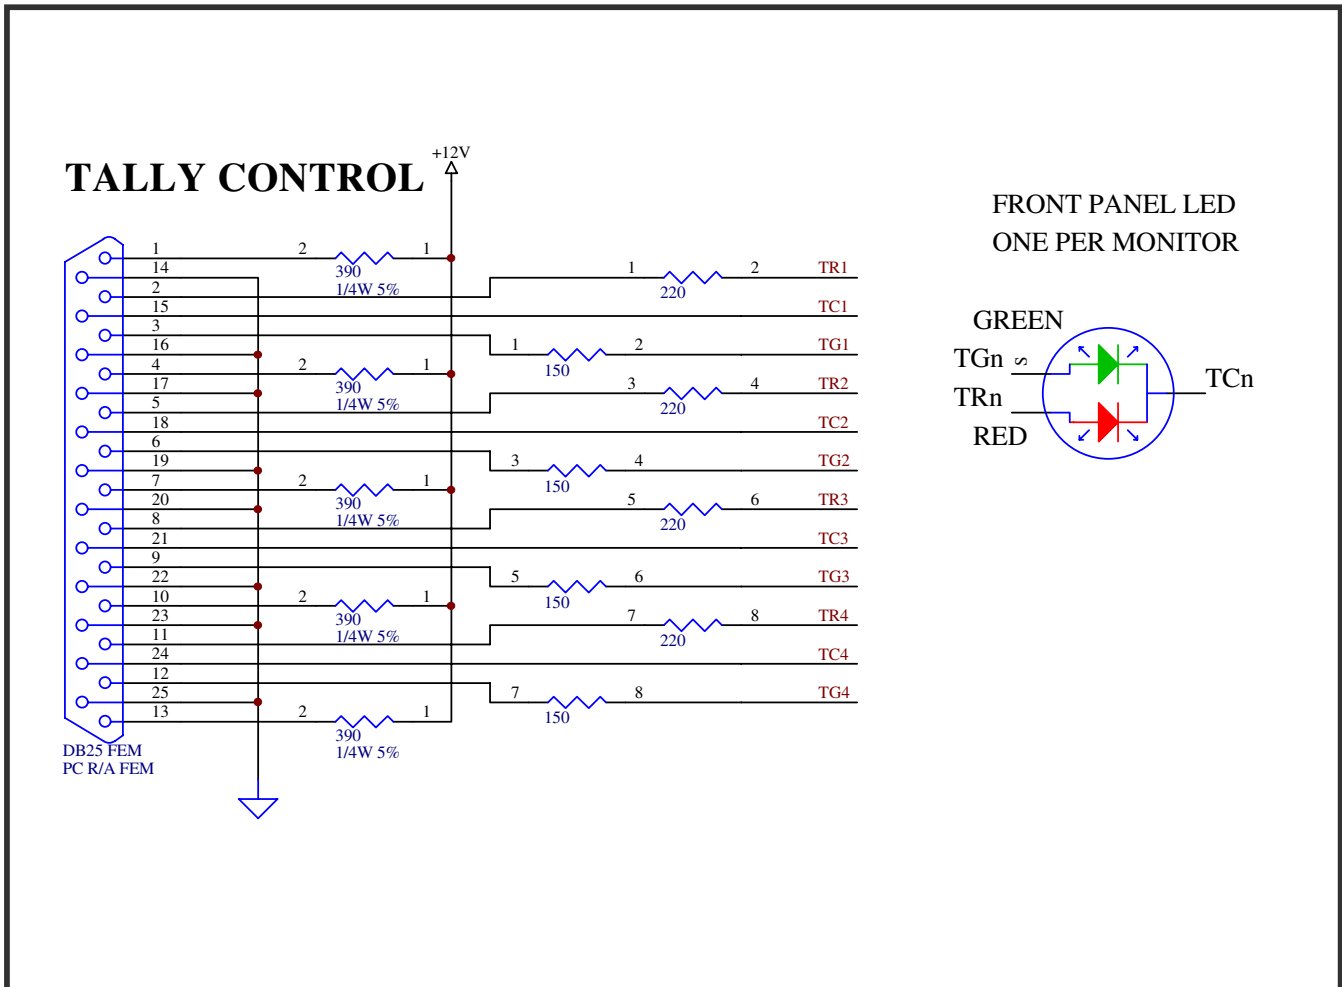 +12V
TALLY CONTROL
FRONT PANEL LED
ONE PER MONITOR
1 2 1
14 390 1 2 TR1
2 1/4W 5% 220
15 TC1
3
16 1 2 TG1
4 2 1 150
17 390 3 4 TR2
5 1/4W 5% 220
18 TC2
6
19 3 4 TG2
7 2 1 150
20 390 5 6 TR3
8 1/4W 5% 220
21 TC3
9
22 5 6 TG3
10 2 1 150
23 390 7 8 TR4
11 1/4W 5% 220
24 TC4
12
25 7 8 TG4
13 2 1 150
390
1/4W 5%
DB25 FEM
PC R/A FEM
GREEN
TGn S
TCn
TRn
RED